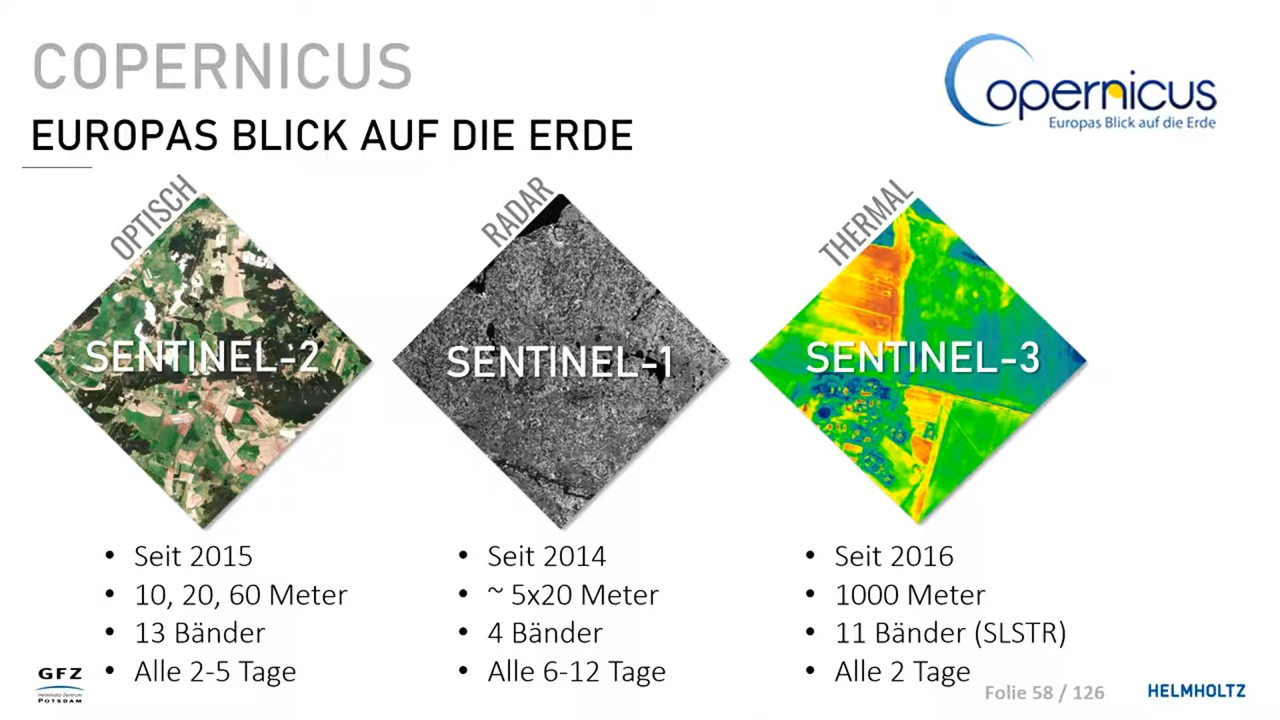 COPERNICUS
EUROPAS BLICK AUF DIE ERDE
Copernicus
Europas Blick auf die Erde
OPTISCH
SENTINEL-2
• Seit 2015
• 10, 20, 60 Meter
• 13 Bänder
• Alle 2-5 Tage
RADAR
SENTINEL-1
• Seit 2014
• ~ 5x20 Meter
• 4 Bänder
• Alle 6-12 Tage
THERMAL
SENTINEL-3
• Seit 2016
• 1000 Meter
• 11 Bänder (SLSTR)
• Alle 2 Tage
GFZ
Helmholtz-Zentrum
POTSDAM
Folie 58 / 126
HELMHOLTZ